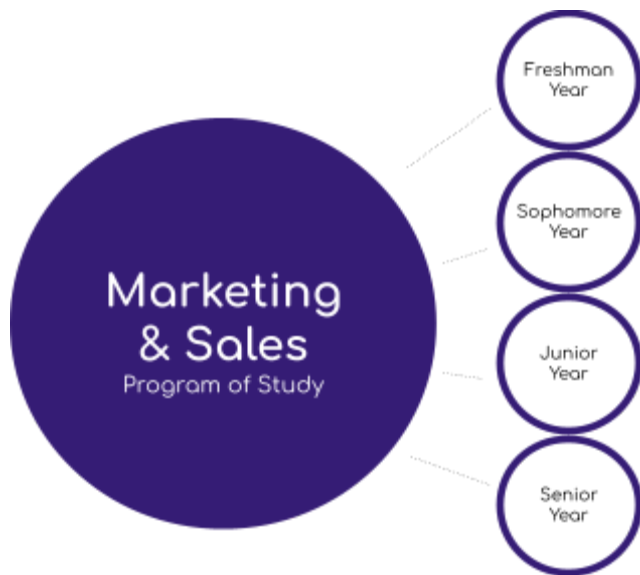 Marketing
& Sales
Program of Study
Freshman
Year
Sophomore
Year
Junior
Year
Senior
Year